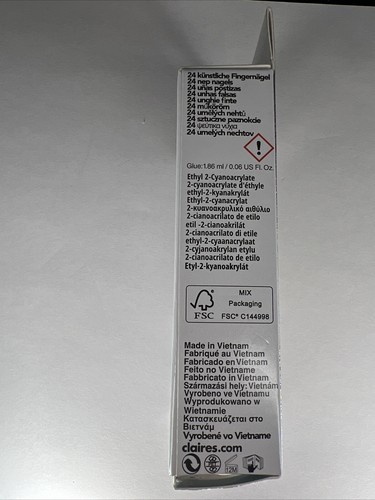 24 künstliche Fingernägel
24 nep nagels
24 uñas postizas
24 unhas falsas
24 unghie finte
24 műköröm
24 umělých nehtů
24 sztuczne paznokcie
24 ψεύτικα νύχια
24 umelých nechtov
Glue:1.86 ml / 0.06 US Fl. Oz.
Ethyl 2-Cyanoacrylate
2-cyanoacrylate d'éthyle
ethyl-2-kyanakrylát
Ethyl-2-cyanacrylat
2-κυανοακρυλικό αιθύλιο
2-cianoacrilato de etilo
etil -2-cianoakrilát
2-cianoacrilato di etile
ethyl-2-cyaanacrylaat
2-cyjanoakrylan etylu
2-cianoacrilato de etilo
Etyl-2-kyanoakrylát
FSC
MIX
Packaging
FSC® C144998
Made in Vietnam
Fabriqué au Vietnam
Fabricado en Vietnam
Feito no Vietname
Fabbricato in Vietnam
Származási hely: Vietnám
Vyrobeno ve Vietnamu
Wyprodukowano w
Wietnamie
Κατασκευάζεται στο
Βιετνάμ
Vyrobené vo Vietname
claires.com
12M